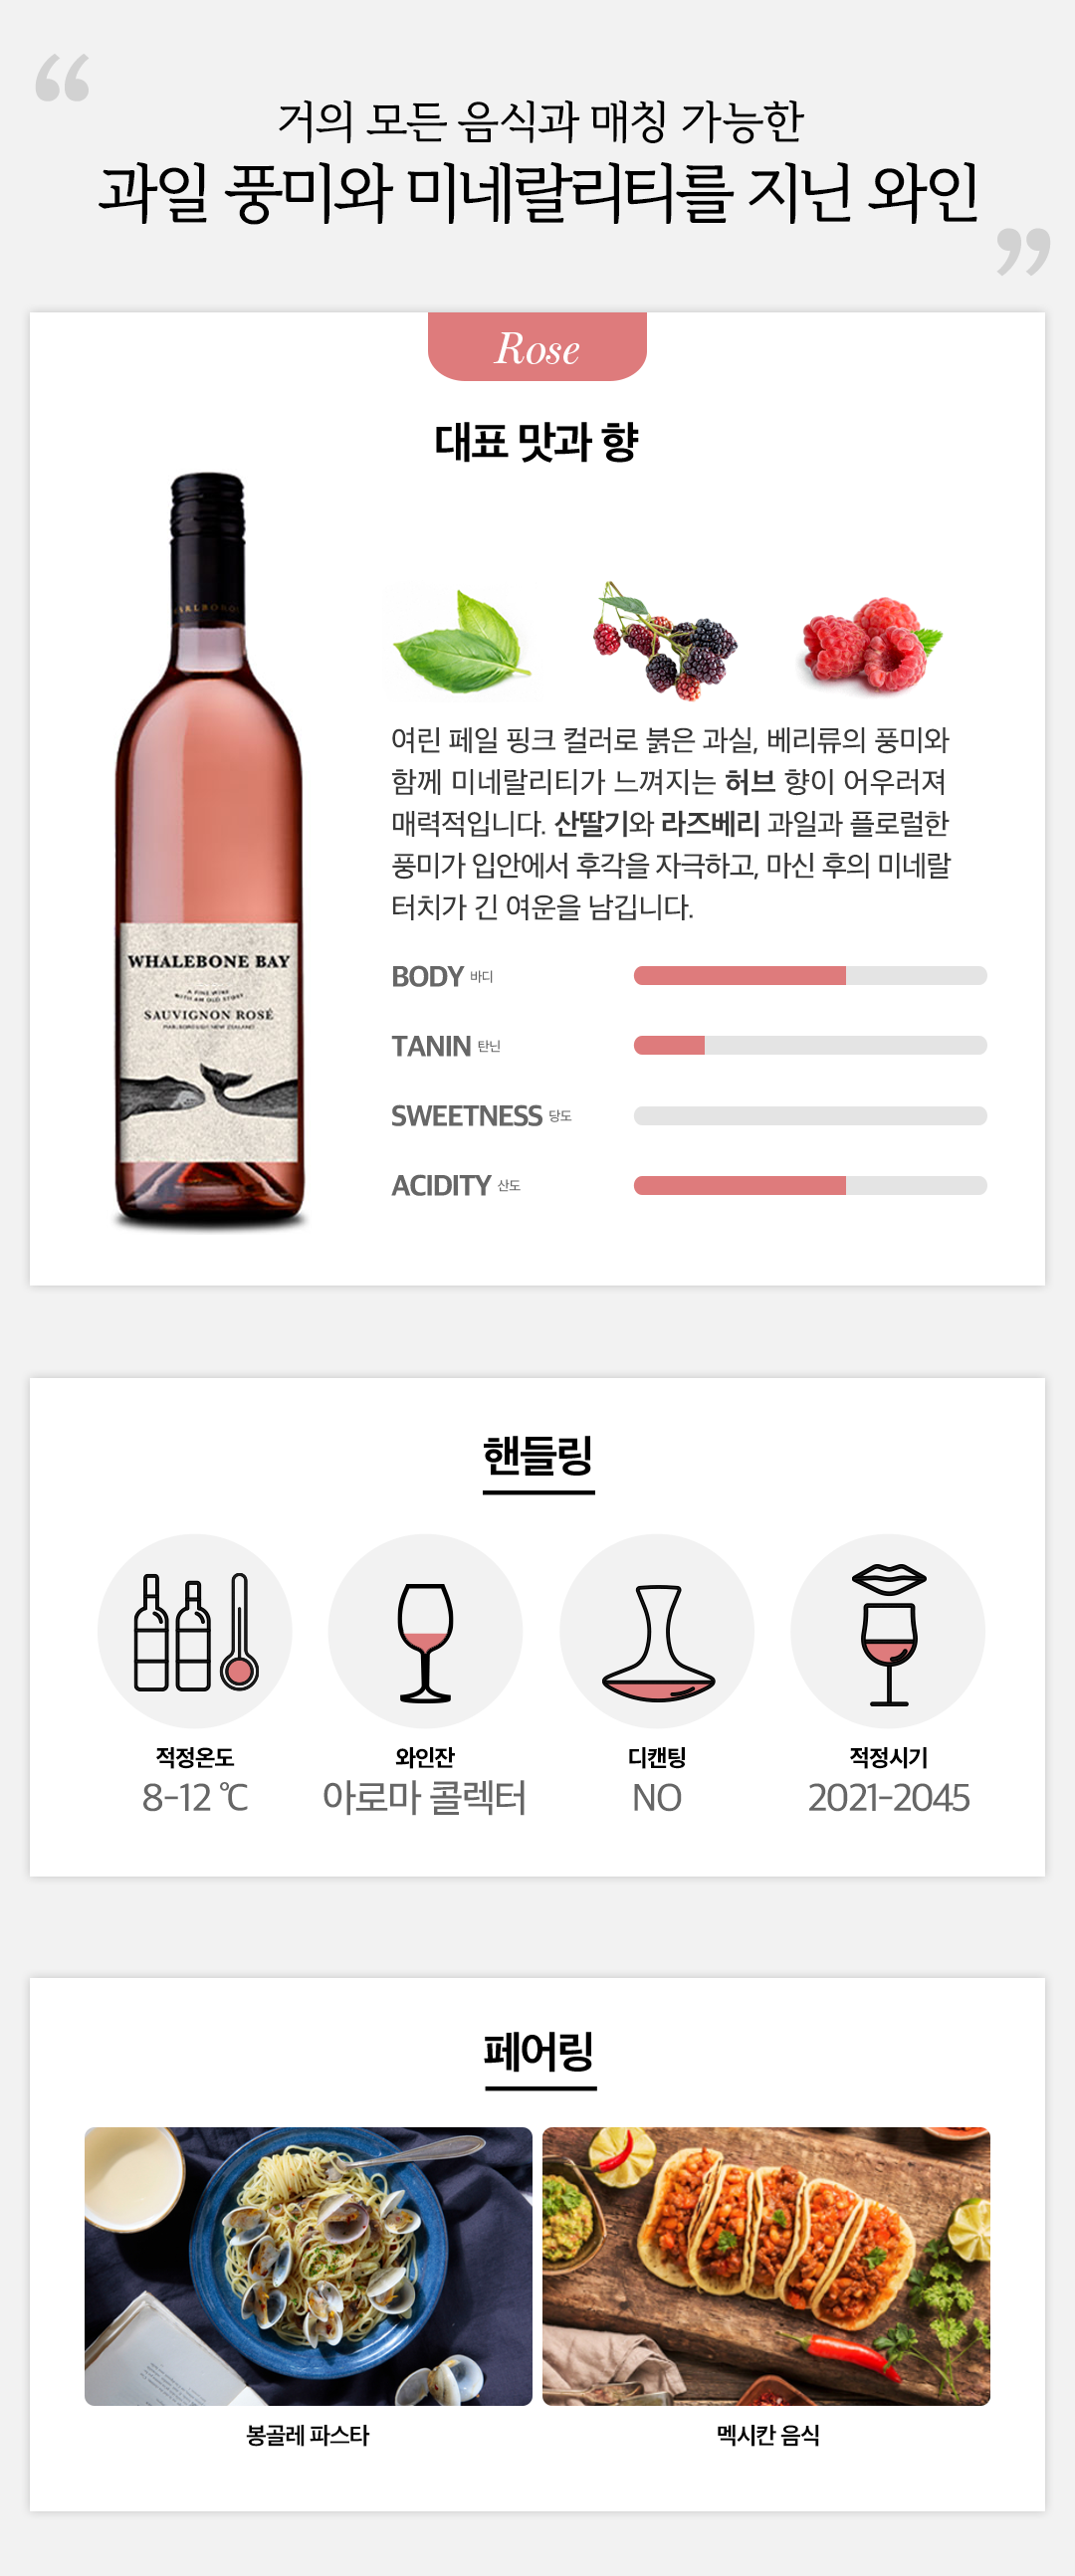 “
거의 모든 음식과 매칭 가능한
과일 풍미와 미네랄리티를 지닌 와인
”
Rose
대표 맛과 향
WHALEBONE BAY
A FINE WINE
WITH AN OLD STORY
SAUVIGNON ROSÉ
MARLBOROUGH NEW ZEALAND
여린 페일 핑크 컬러로 붉은 과실, 베리류의 풍미와
함께 미네랄리티가 느껴지는 허브 향이 어우러져
매력적입니다. 산딸기와 라즈베리 과일과 플로럴한
풍미가 입안에서 후각을 자극하고, 마신 후의 미네랄
터치가 긴 여운을 남깁니다.
BODY 바디
TANIN 탄닌
SWEETNESS 당도
ACIDITY 산도
핸들링
적정온도
8-12 ℃
와인잔
아로마 콜렉터
디캔팅
NO
적정시기
2021-2045
페어링
봉골레 파스타
멕시칸 음식